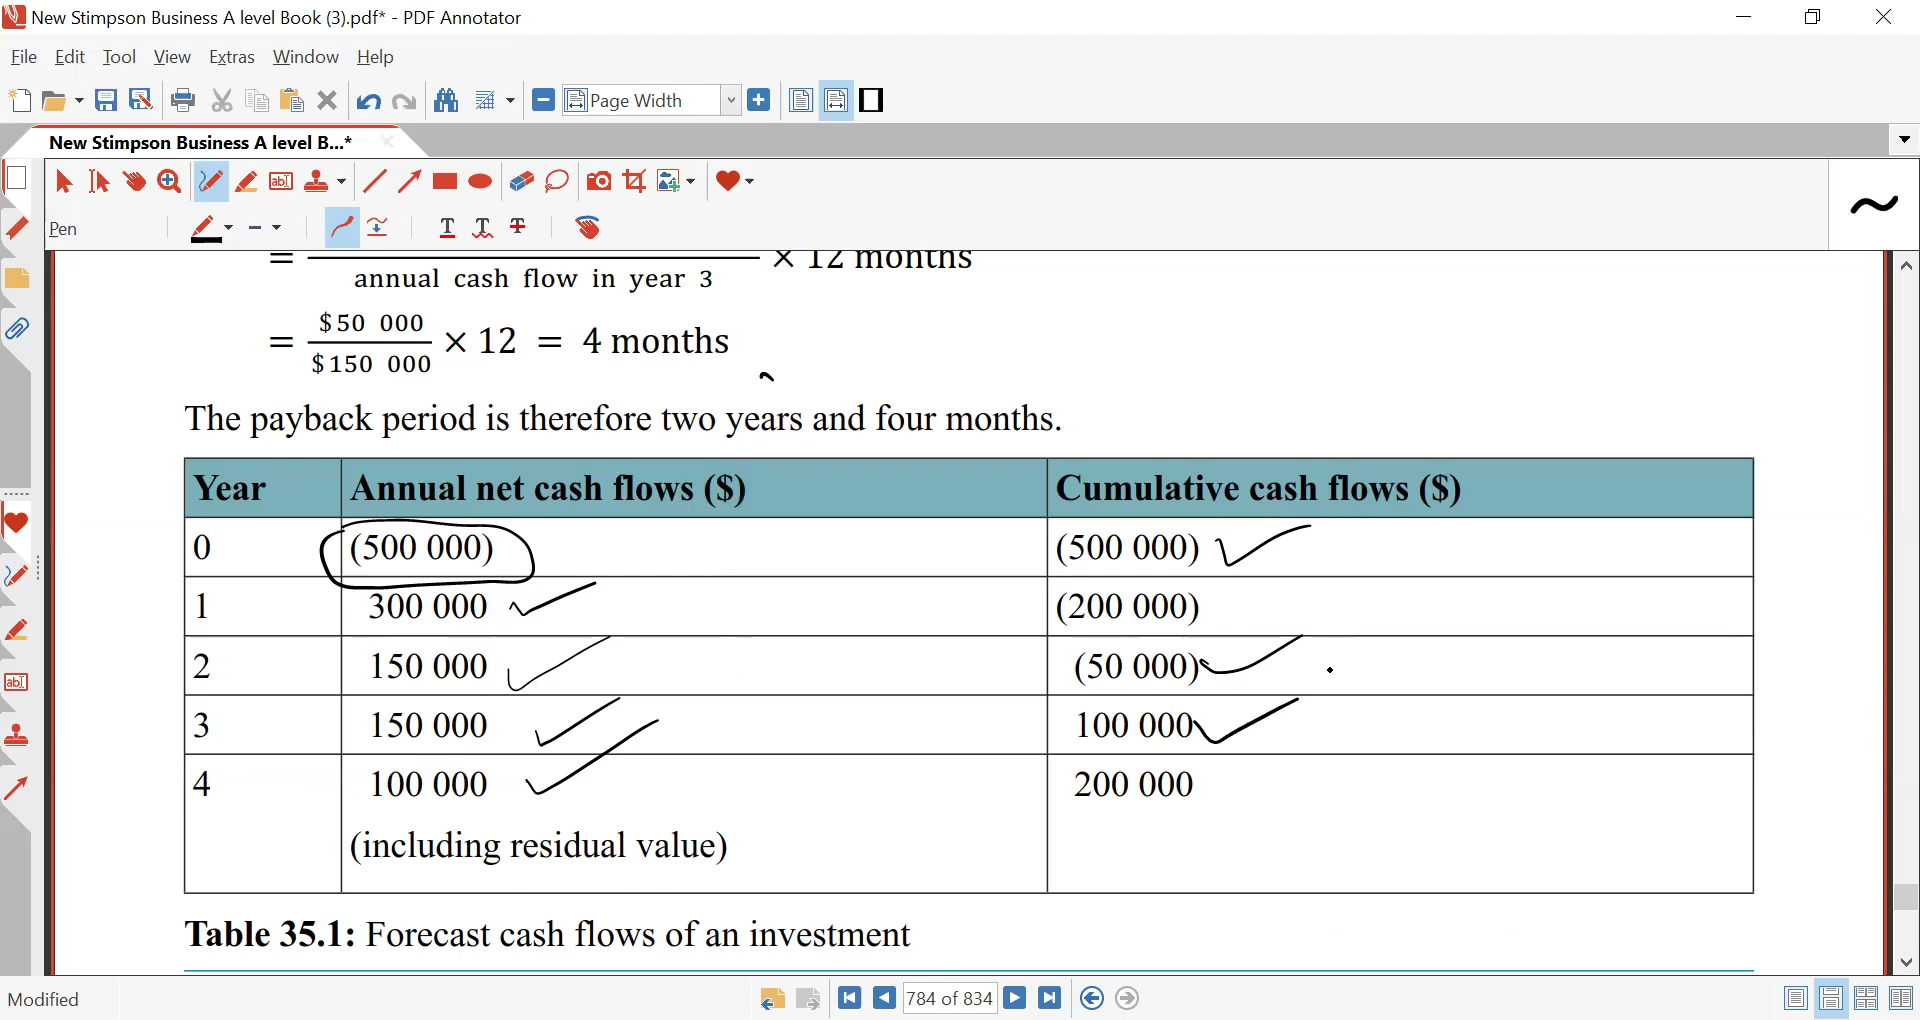 New Stimpson Business A level Book (3).pdf* - PDF Annotator
File Edit Tool View Extras Window Help
Page Width
New Stimpson Business A level B...*
Pen
= × 12 months
annual cash flow in year 3
= $50 000 / $150 000 × 12 = 4 months
The payback period is therefore two years and four months.
Year Annual net cash flows ($) Cumulative cash flows ($)
0 (500 000) (500 000)
1 300 000 (200 000)
2 150 000 (50 000)
3 150 000 100 000
4 100 000 200 000
(including residual value)
Table 35.1: Forecast cash flows of an investment
Modified 784 of 834